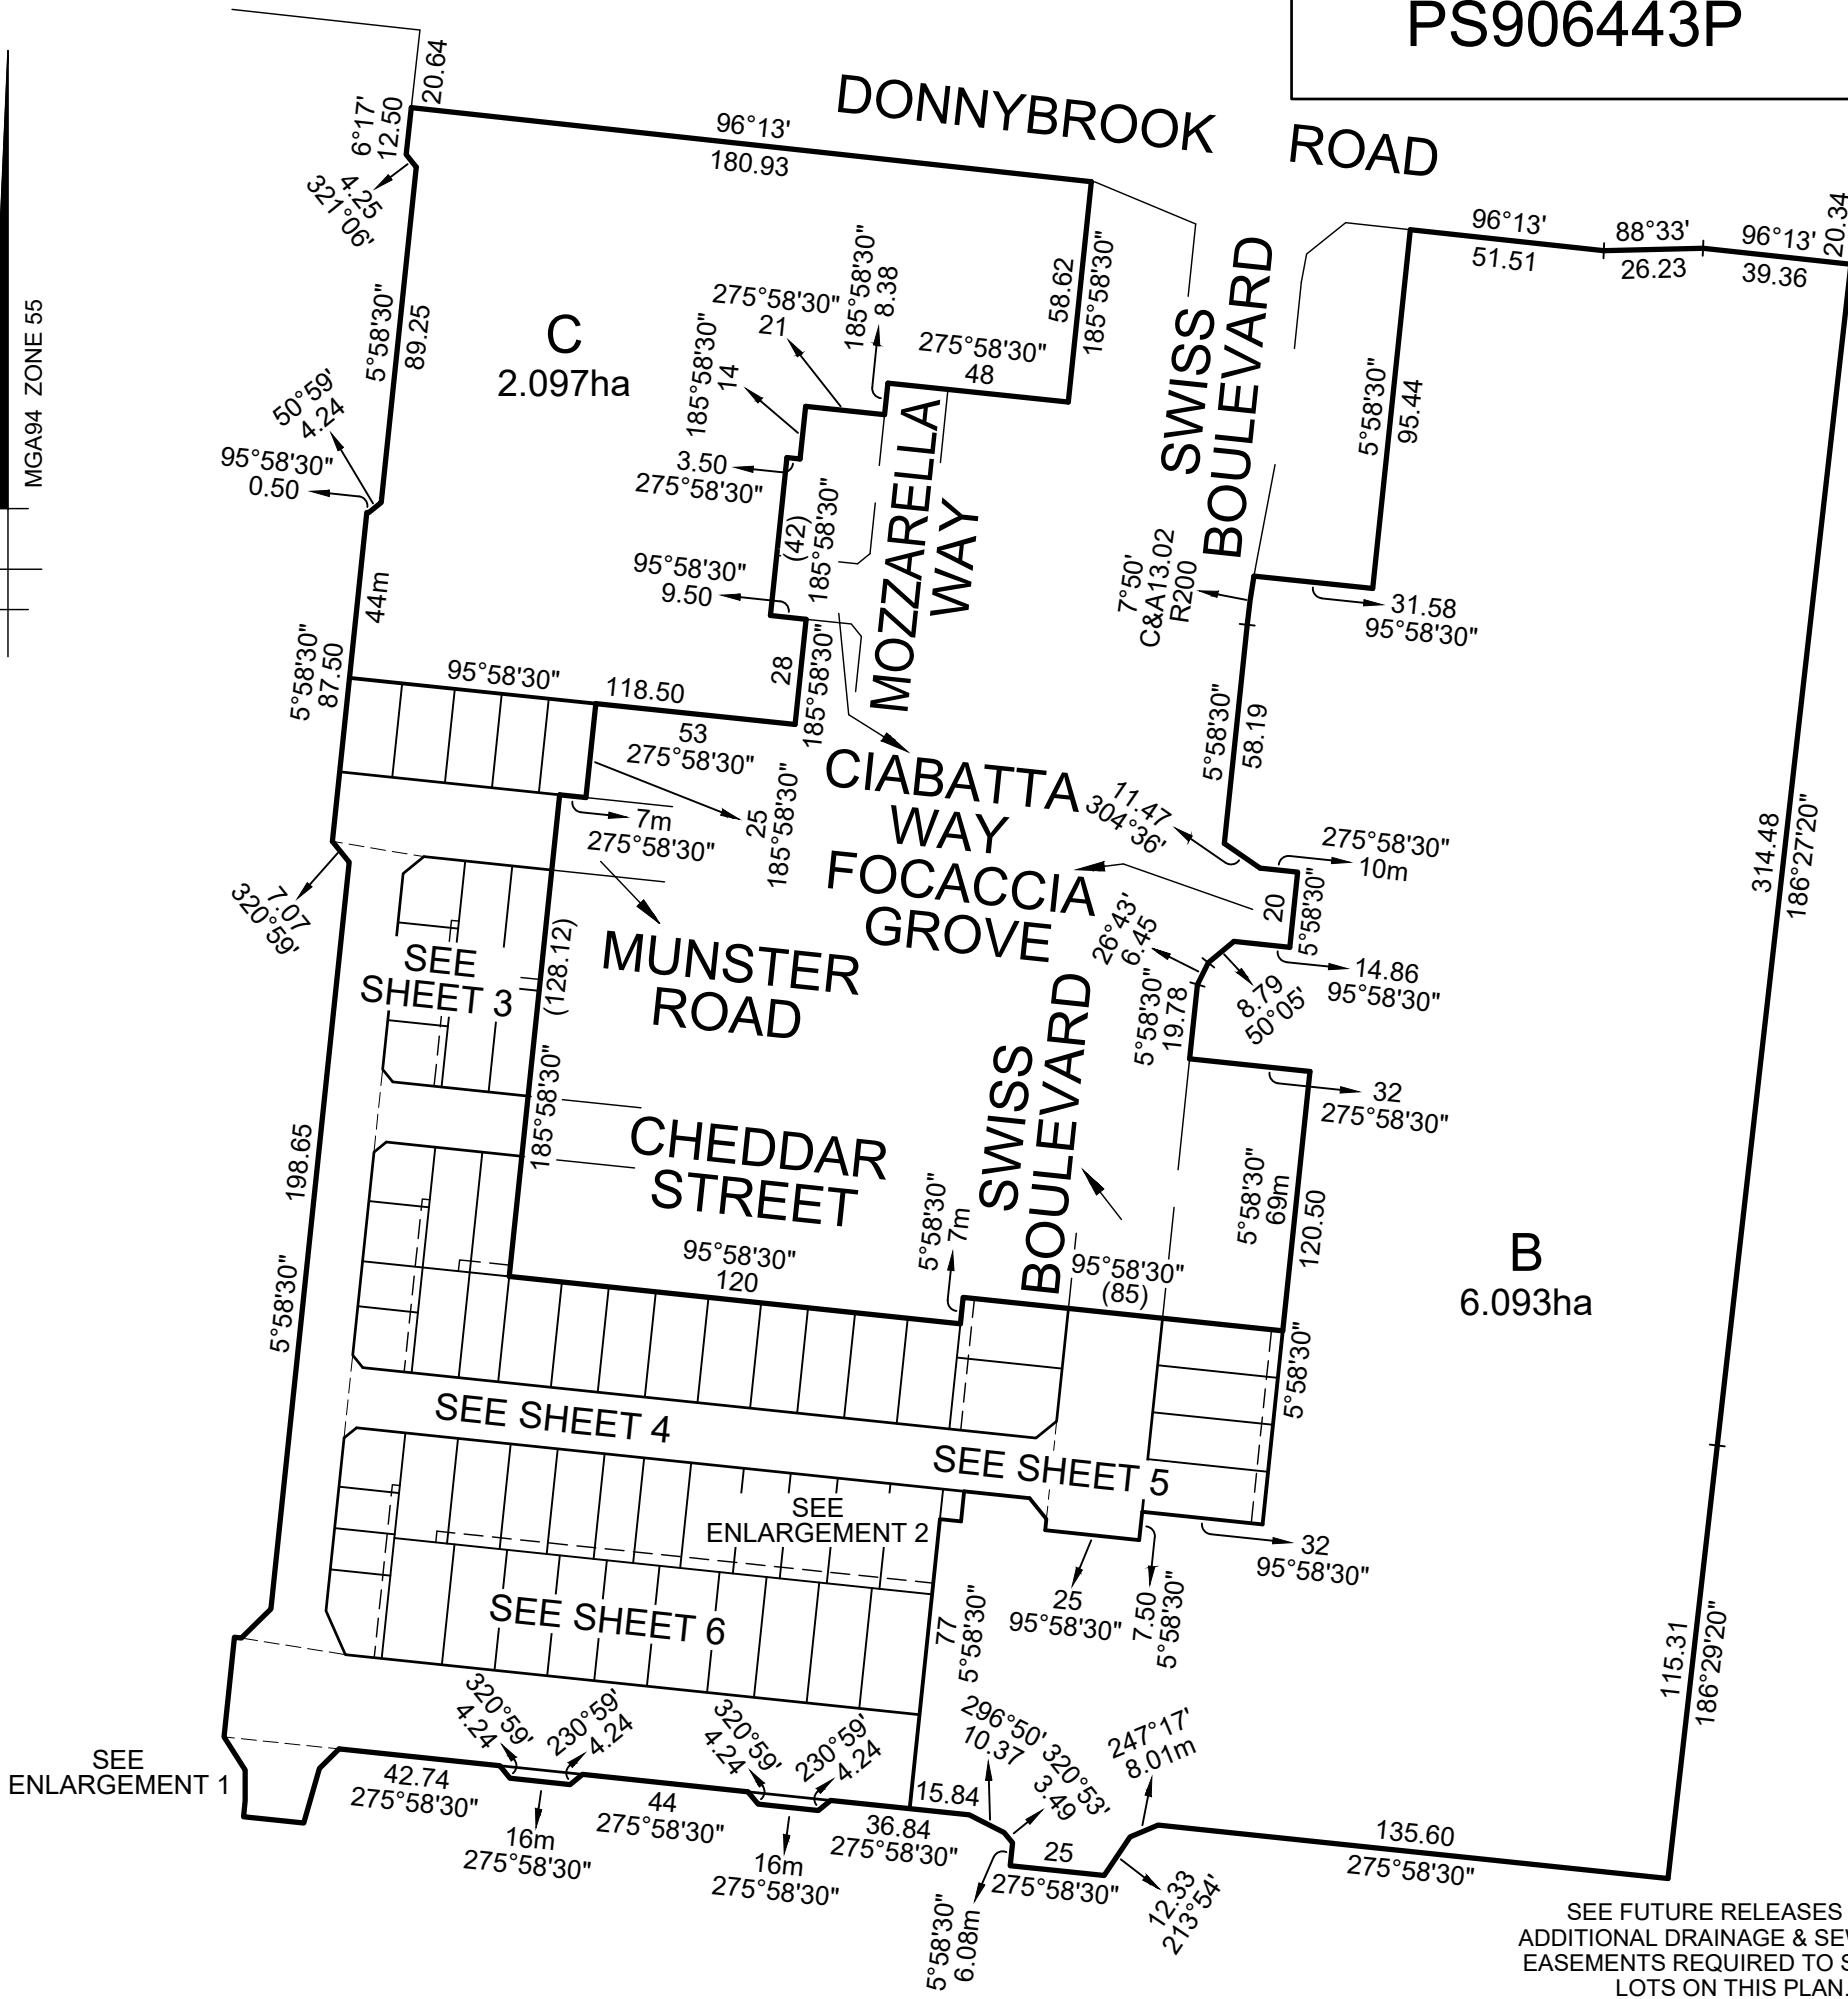 PS906443P
MGA94 ZONE 55
DONNYBROOK ROAD
20.64
6°17'
12.50
4.25
321°06'
96°13'
180.93
96°13'
51.51
88°33'
26.23
96°13'
39.36
20.34
SWISS
BOULEVARD
58.62
185°58'30"
185°58'30"
8.38
275°58'30"
21
275°58'30"
48
C
2.097ha
185°58'30"
14
5°58'30"
89.25
5°58'30"
95.44
50°59'
4.24
95°58'30"
0.50
3.50
275°58'30"
(42)
185°58'30"
MOZZARELLA
WAY
95°58'30"
9.50
7°50'
C&A13.02
R200
31.58
95°58'30"
44m
5°58'30"
87.50
95°58'30"
118.50
28
185°58'30"
53
275°58'30"
5°58'30"
58.19
CIABATTA
WAY
FOCACCIA
GROVE
7m
275°58'30"
25
185°58'30"
11.47
304°36'
275°58'30"
10m
314.48
186°27'20"
7.07
320°59'
20
5°58'30"
26°43'
6.45
14.86
95°58'30"
8.79
50°05'
SEE
SHEET 3
(128.12)
185°58'30"
MUNSTER
ROAD
5°58'30"
19.78
SWISS
BOULEVARD
32
275°58'30"
198.65
5°58'30"
CHEDDAR
STREET
5°58'30"
7m
5°58'30"
69m
120.50
95°58'30"
120
95°58'30"
(85)
B
6.093ha
5°58'30"
SEE SHEET 4
SEE SHEET 5
SEE
ENLARGEMENT 2
32
95°58'30"
25
95°58'30"
7.50
5°58'30"
SEE SHEET 6
77
5°58'30"
115.31
186°29'20"
320°59'
4.24
230°59'
4.24
320°59'
4.24
230°59'
4.24
296°50'
10.37
320°53'
3.49
247°17'
8.01m
SEE
ENLARGEMENT 1
42.74
275°58'30"
16m
275°58'30"
44
275°58'30"
16m
275°58'30"
15.84
36.84
275°58'30"
25
275°58'30"
5°58'30"
6.08m
12.33
213°54'
135.60
275°58'30"
SEE FUTURE RELEASES
ADDITIONAL DRAINAGE & SE
EASEMENTS REQUIRED TO S
LOTS ON THIS PLAN.